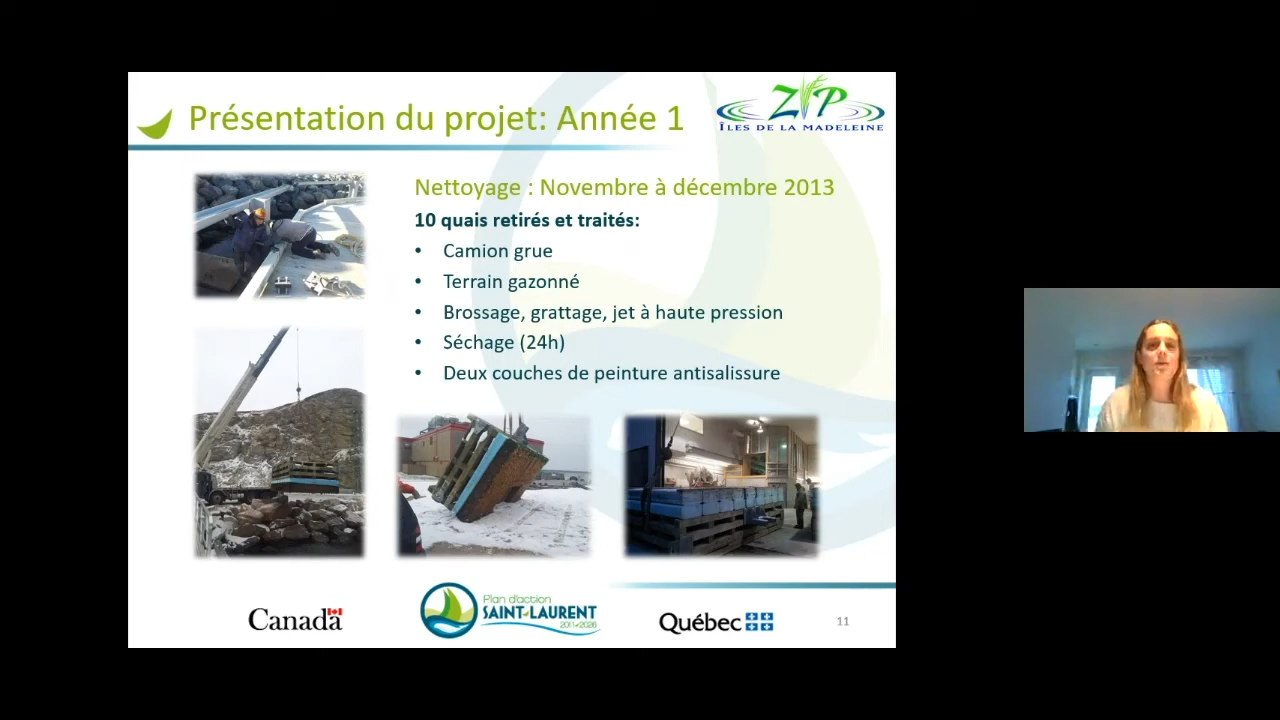 Présentation du projet: Année 1
ZIP
ÎLES DE LA MADELEINE
Nettoyage : Novembre à décembre 2013
10 quais retirés et traités:
• Camion grue
• Terrain gazonné
• Brossage, grattage, jet à haute pression
• Séchage (24h)
• Deux couches de peinture antisalissure
Canada
Plan d'action
SAINT-LAURENT
2011-2026
Québec
11